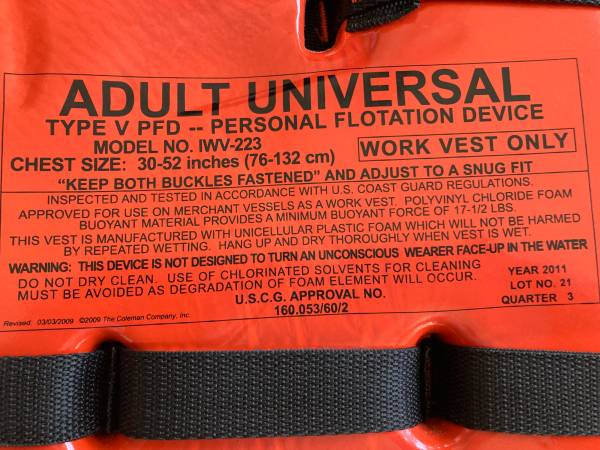 ADULT UNIVERSAL
TYPE V PFD -- PERSONAL FLOTATION DEVICE
MODEL NO. IWV-223
WORK VEST ONLY
CHEST SIZE: 30-52 inches (76-132 cm)
"KEEP BOTH BUCKLES FASTENED" AND ADJUST TO A SNUG FIT
INSPECTED AND TESTED IN ACCORDANCE WITH U.S. COAST GUARD REGULATIONS.
APPROVED FOR USE ON MERCHANT VESSELS AS A WORK VEST. POLYVINYL CHLORIDE FOAM
BUOYANT MATERIAL PROVIDES A MINIMUM BUOYANT FORCE OF 17-1/2 LBS.
THIS VEST IS MANUFACTURED WITH UNICELLULAR PLASTIC FOAM WHICH WILL NOT BE HARMED
BY REPEATED WETTING. HANG UP AND DRY THOROUGHLY WHEN VEST IS WET.
WARNING: THIS DEVICE IS NOT DESIGNED TO TURN AN UNCONSCIOUS WEARER FACE-UP IN THE WATER
DO NOT DRY CLEAN. USE OF CHLORINATED SOLVENTS FOR CLEANING
MUST BE AVOIDED AS DEGRADATION OF FOAM ELEMENT WILL OCCUR.
U.S.C.G. APPROVAL NO.
160.053/60/2
YEAR 2011
LOT NO. 21
QUARTER 3
Revised 03/03/2009 ©2009 The Coleman Company, Inc.